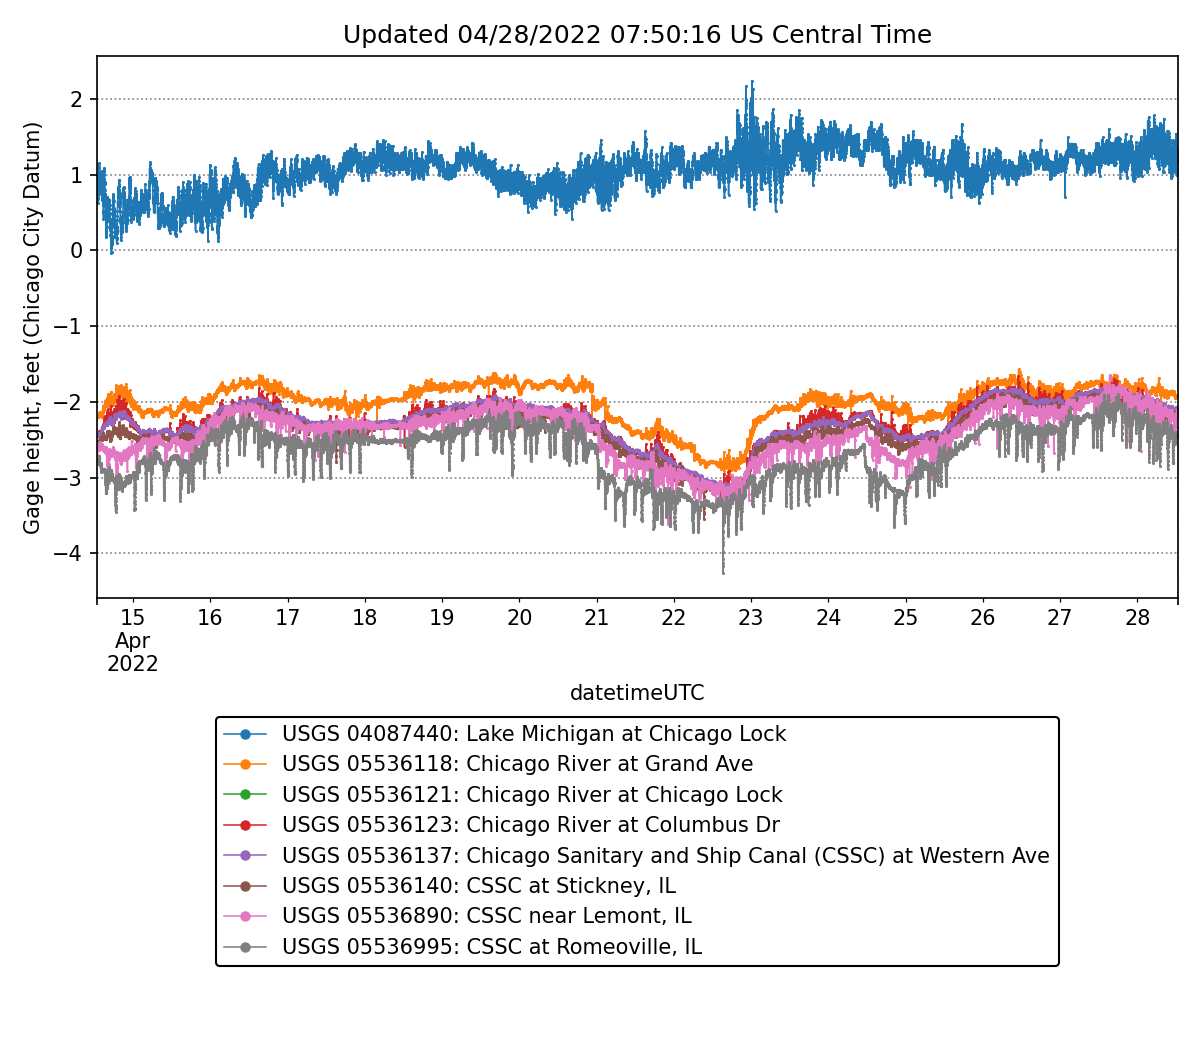 Updated 04/28/2022 07:50:16 US Central Time
Gage height, feet (Chicago City Datum)
2
1
0
−1
−2
−3
−4
15 16 17 18 19 20 21 22 23 24 25 26 27 28
Apr
2022
datetimeUTC
USGS 04087440: Lake Michigan at Chicago Lock
USGS 05536118: Chicago River at Grand Ave
USGS 05536121: Chicago River at Chicago Lock
USGS 05536123: Chicago River at Columbus Dr
USGS 05536137: Chicago Sanitary and Ship Canal (CSSC) at Western Ave
USGS 05536140: CSSC at Stickney, IL
USGS 05536890: CSSC near Lemont, IL
USGS 05536995: CSSC at Romeoville, IL